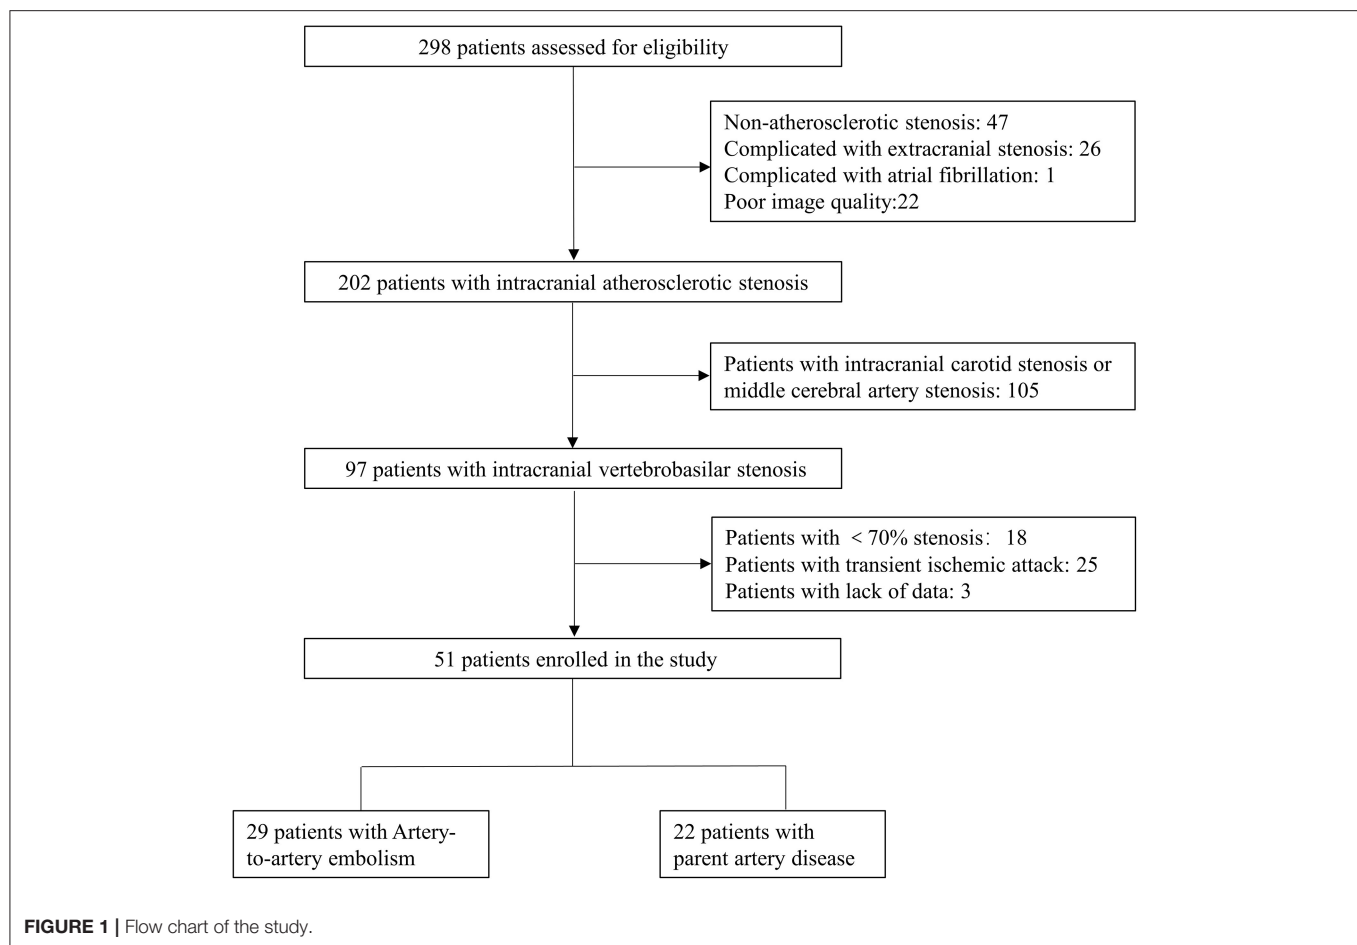 298 patients assessed for eligibility
Non-atherosclerotic stenosis: 47
Complicated with extracranial stenosis: 26
Complicated with atrial fibrillation: 1
Poor image quality:22
202 patients with intracranial atherosclerotic stenosis
Patients with intracranial carotid stenosis or
middle cerebral artery stenosis: 105
97 patients with intracranial vertebrobasilar stenosis
Patients with < 70% stenosis： 18
Patients with transient ischemic attack: 25
Patients with lack of data: 3
51 patients enrolled in the study
29 patients with Artery-
to-artery embolism
22 patients with
parent artery disease
FIGURE 1 | Flow chart of the study.